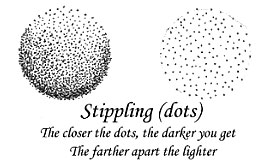 Stippling (dots)
The closer the dots, the darker you get
The farther apart the lighter